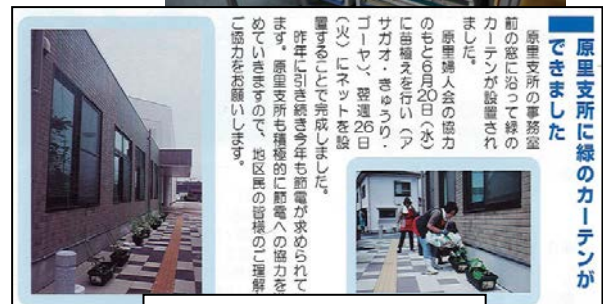 原里支所に緑のカーテンが
できました
原里支所の事務室
前の窓に沿って緑の
カーテンが設置され
ました。
原里婦人会の協力
のもと6月20日(水)
に苗植えを行い(ア
サガオ・きゅうり・
ゴーヤ)、翌週26日
(火)にネットを設
置することで完成しました。
昨年に引き続き今年も節電が求められて
ます。原里支所も積極的に節電への協力を
めていきますので、地区民の皆様のご理解
ご協力をお願いします。